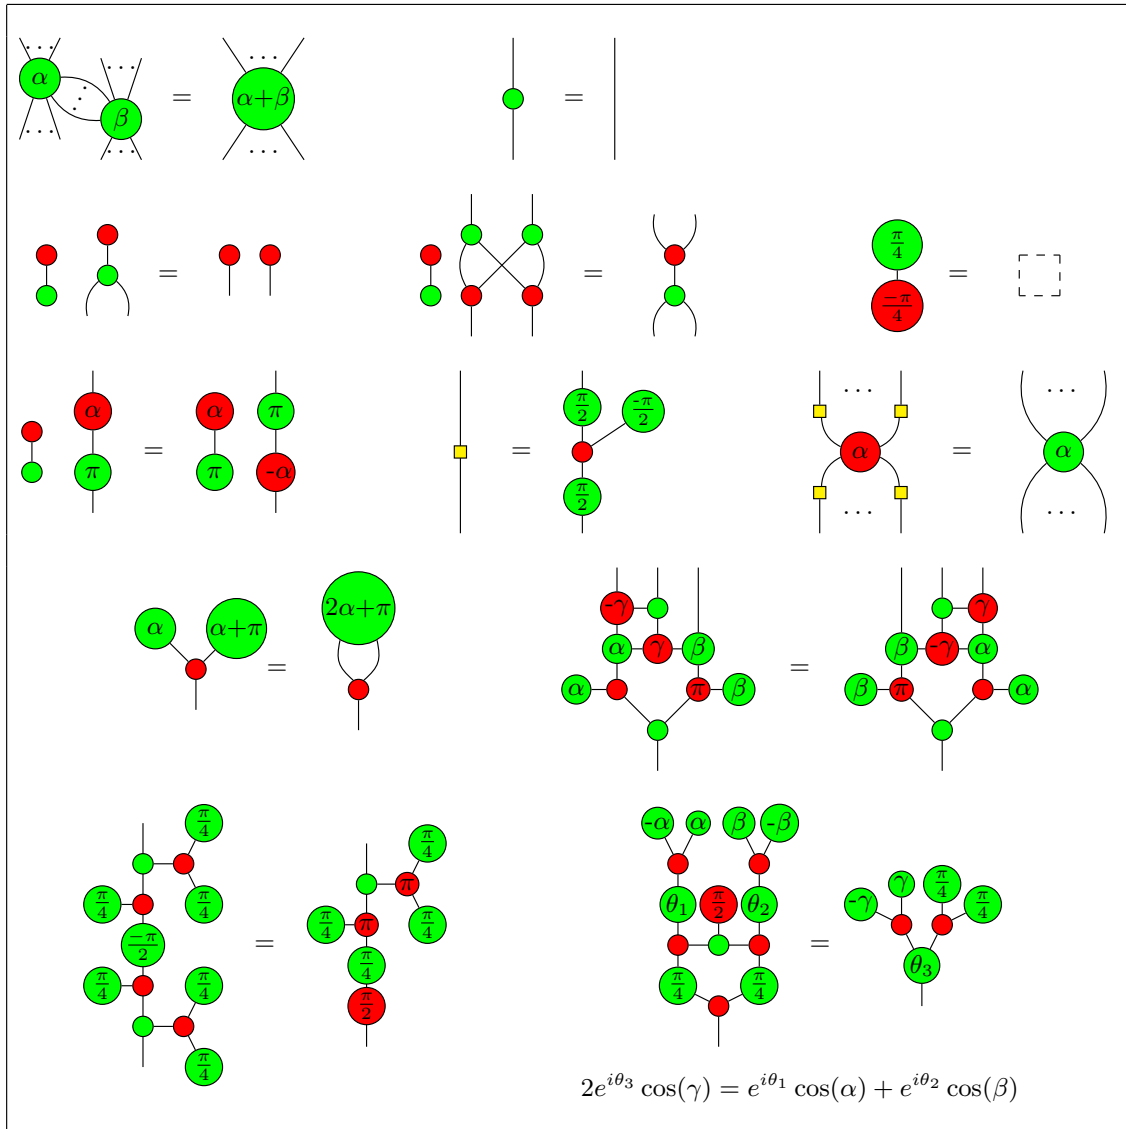 α β = α+β =
= = π/4 -π/4 =
α π = α π π -α = π/2 -π/2 π/2 α =  α
α α+π = 2α+π
-γ α γ β α π β = γ β -γ α β π α
π/4 π/4 π/4 -π/2 π/4 π/4 π/4 = π/4 π π/4 π π/4 π/4 π/2
-α α β -β θ₁ π/2 θ₂ π/4 π/4 = -γ γ π/4 π/4 θ₃
2e^{iθ₃} cos(γ) = e^{iθ₁} cos(α) + e^{iθ₂} cos(β)